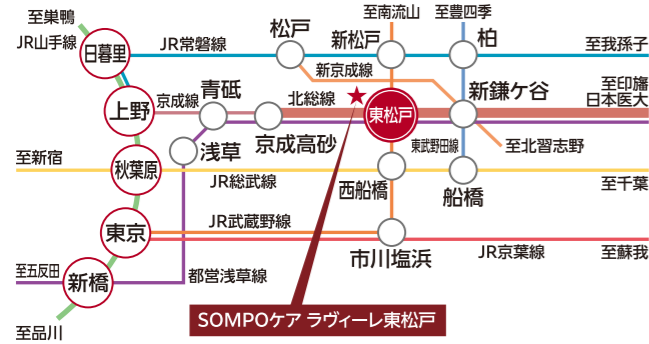 至巣鴨
至南流山
至豊四季
JR山手線
日暮里
JR常磐線
松戸
新松戸
柏
至我孫子
新京成線
青砥
新鎌ケ谷
至印旛
日本医大
上野
京成線
北総線
東松戸
京成高砂
浅草
東武野田線
至北習志野
至新宿
秋葉原
JR総武線
西船橋
船橋
至千葉
東京
JR武蔵野線
市川塩浜
JR京葉線
至蘇我
至五反田
新橋
都営浅草線
SOMPOケア ラヴィーレ東松戸
至品川